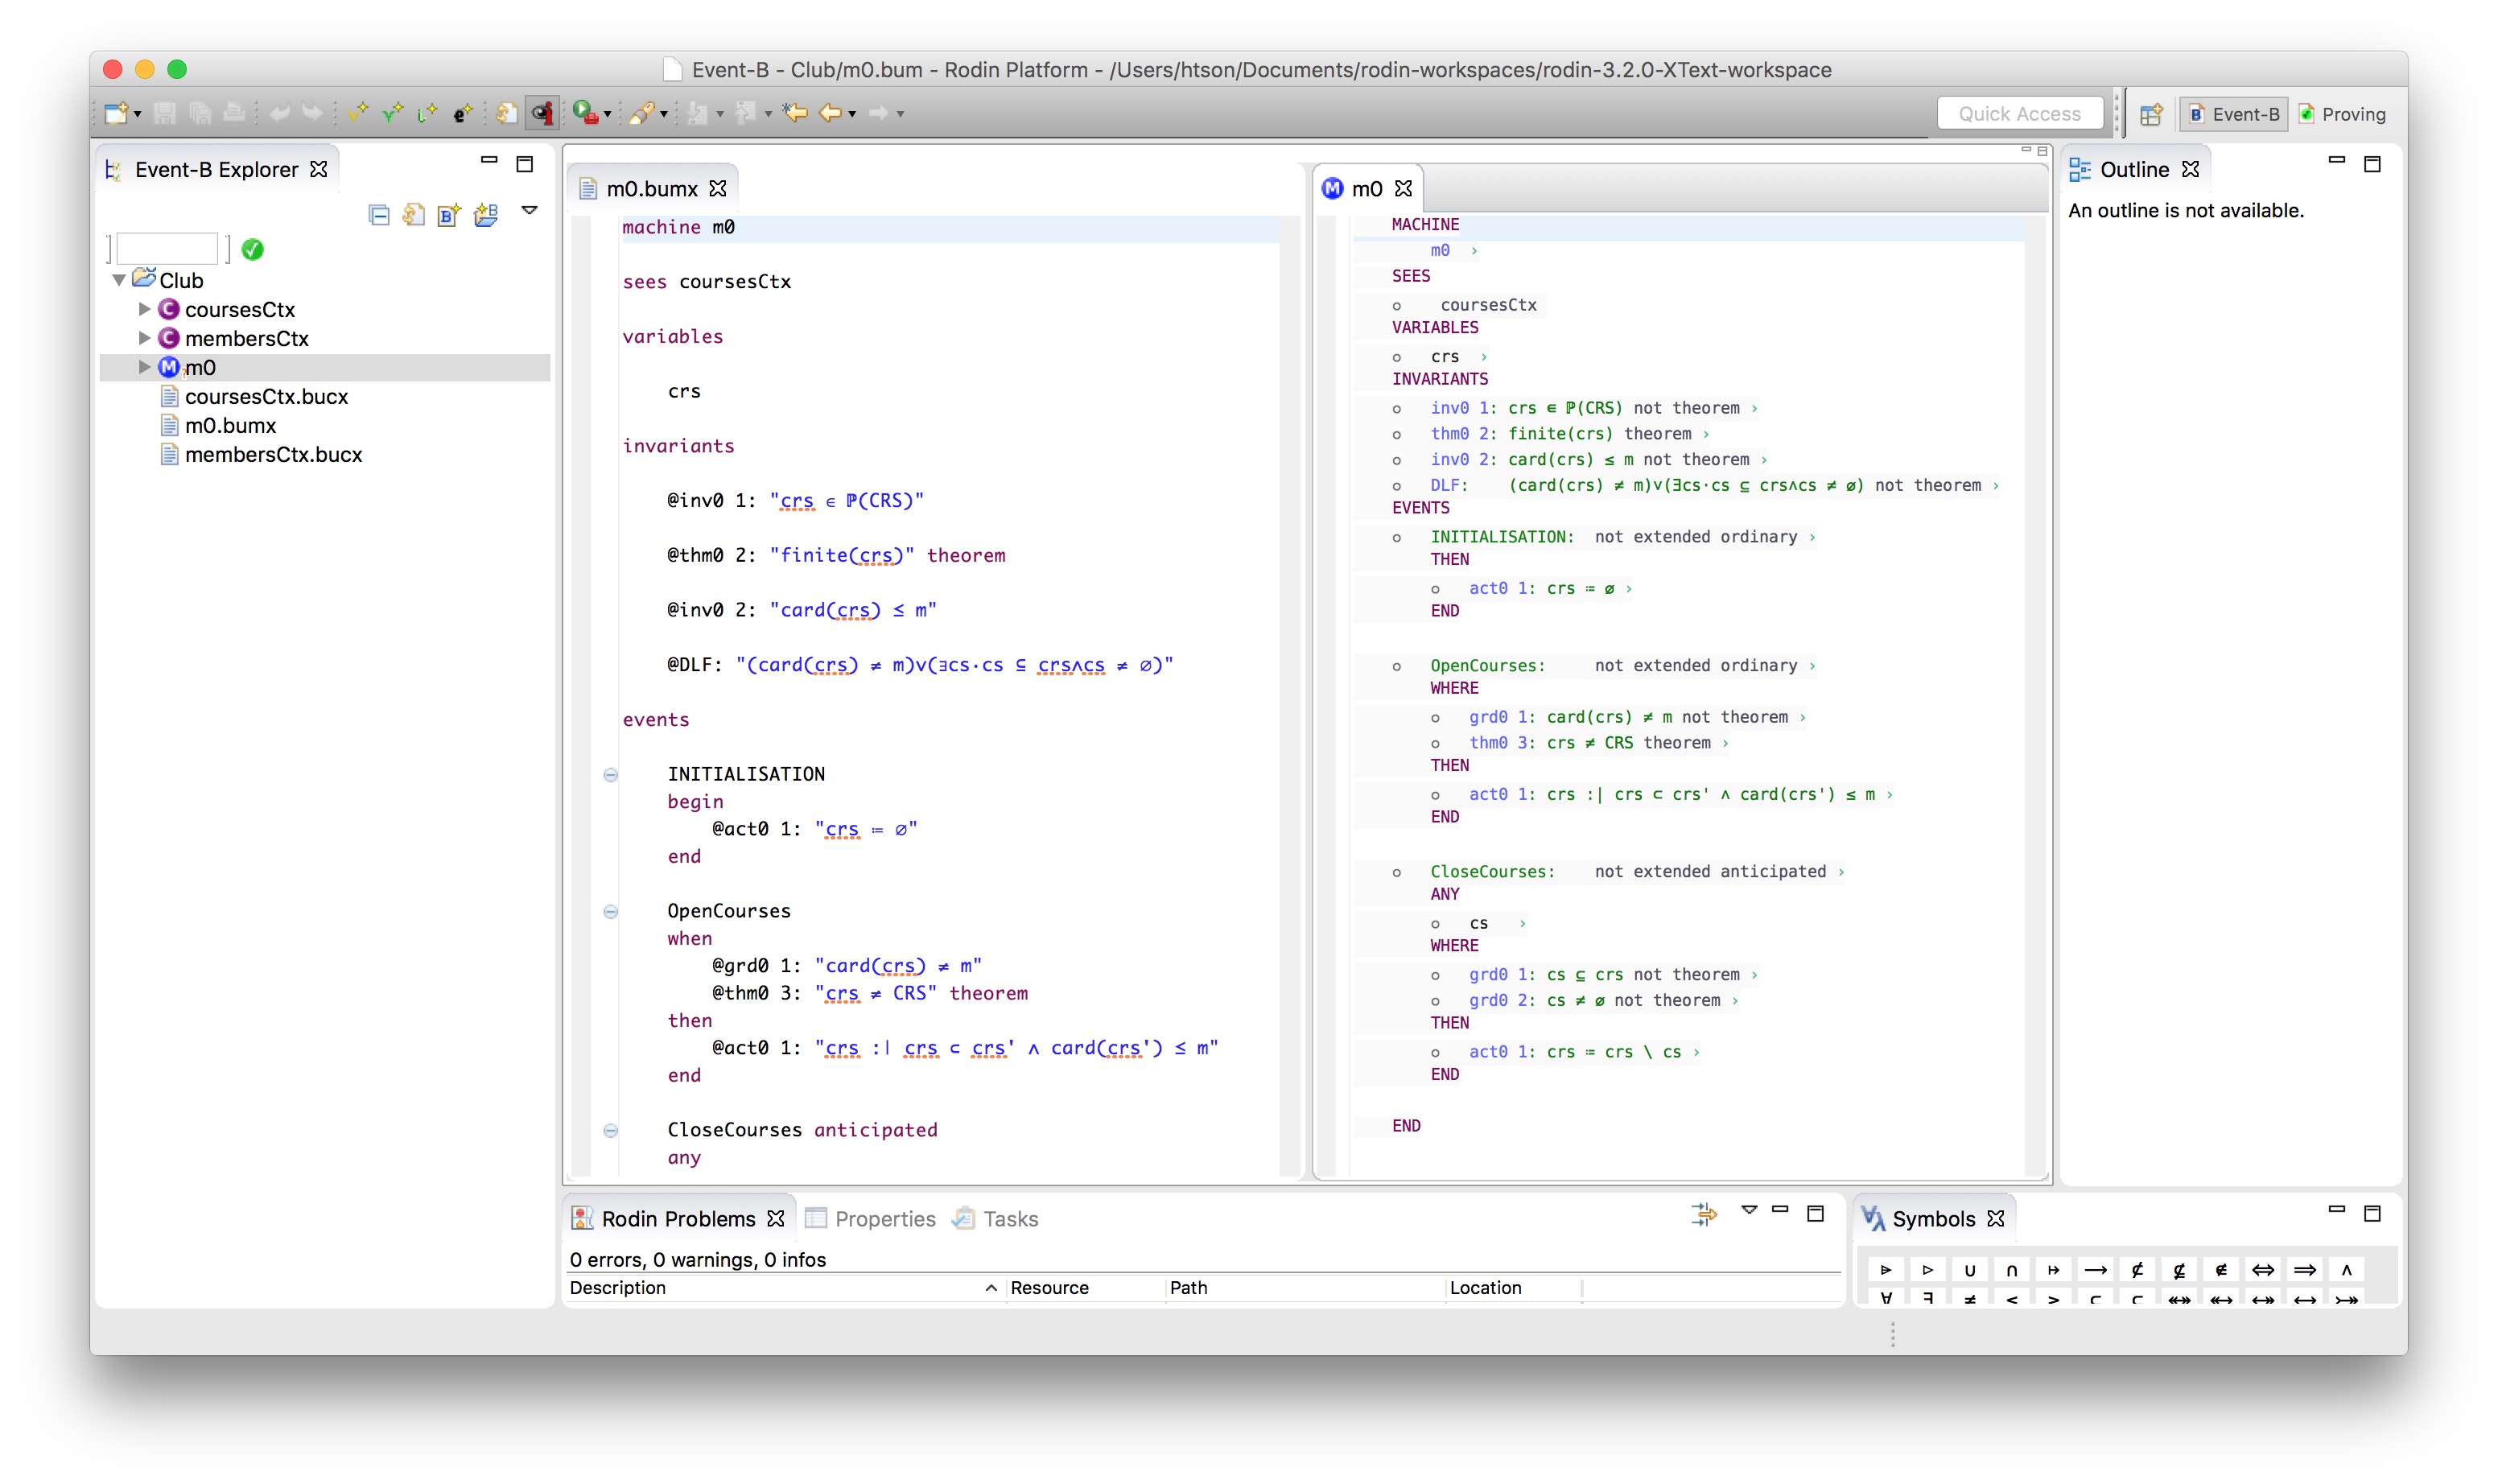 Event-B - Club/m0.bum - Rodin Platform - /Users/htson/Documents/rodin-workspaces/rodin-3.2.0-XText-workspace
Quick Access
Event-B
Proving
Event-B Explorer
Club
coursesCtx
membersCtx
m0
coursesCtx.bucx
m0.bumx
membersCtx.bucx
m0.bumx
machine m0
sees coursesCtx
variables
crs
invariants
@inv0 1: "crs ∈ ℙ(CRS)"
@thm0 2: "finite(crs)" theorem
@inv0 2: "card(crs) ≤ m"
@DLF: "(card(crs) ≠ m)∨(∃cs·cs ⊆ crs∧cs ≠ ∅)"
events
INITIALISATION
begin
@act0 1: "crs ≔ ∅"
end
OpenCourses
when
@grd0 1: "card(crs) ≠ m"
@thm0 3: "crs ≠ CRS" theorem
then
@act0 1: "crs :∣ crs ⊂ crs' ∧ card(crs') ≤ m"
end
CloseCourses anticipated
any
m0
MACHINE
m0 ›
SEES
○ coursesCtx
VARIABLES
○ crs ›
INVARIANTS
○ inv0 1: crs ∈ ℙ(CRS) not theorem ›
○ thm0 2: finite(crs) theorem ›
○ inv0 2: card(crs) ≤ m not theorem ›
○ DLF: (card(crs) ≠ m)∨(∃cs·cs ⊆ crs∧cs ≠ ∅) not theorem ›
EVENTS
○ INITIALISATION: not extended ordinary ›
THEN
○ act0 1: crs ≔ ∅ ›
END
○ OpenCourses: not extended ordinary ›
WHERE
○ grd0 1: card(crs) ≠ m not theorem ›
○ thm0 3: crs ≠ CRS theorem ›
THEN
○ act0 1: crs :∣ crs ⊂ crs' ∧ card(crs') ≤ m ›
END
○ CloseCourses: not extended anticipated ›
ANY
○ cs ›
WHERE
○ grd0 1: cs ⊆ crs not theorem ›
○ grd0 2: cs ≠ ∅ not theorem ›
THEN
○ act0 1: crs ≔ crs ∖ cs ›
END
END
Outline
An outline is not available.
Rodin Problems
Properties
Tasks
0 errors, 0 warnings, 0 infos
Description Resource Path Location
Symbols
⩥ ▷ ∪ ∩ ↦ → ⊄ ⊈ ∉ ⇔ ⇒ ∧